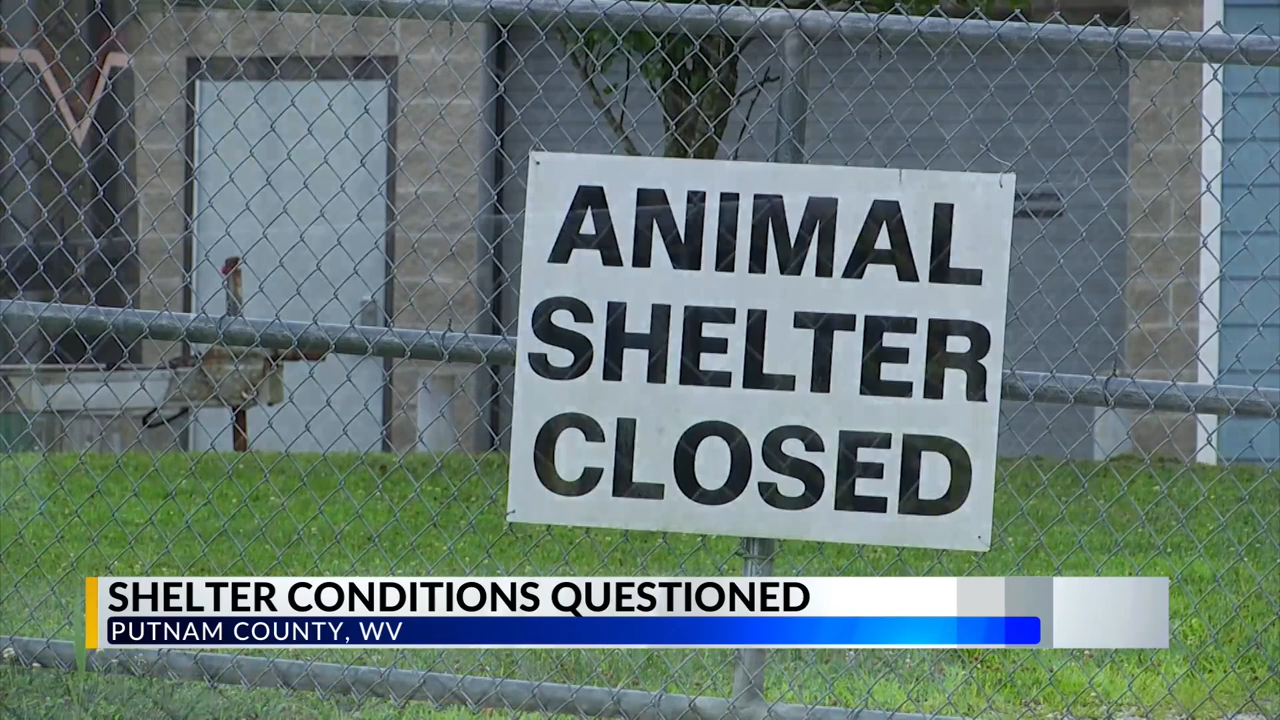 ANIMAL
SHELTER
CLOSED
SHELTER CONDITIONS QUESTIONED
PUTNAM COUNTY, WV